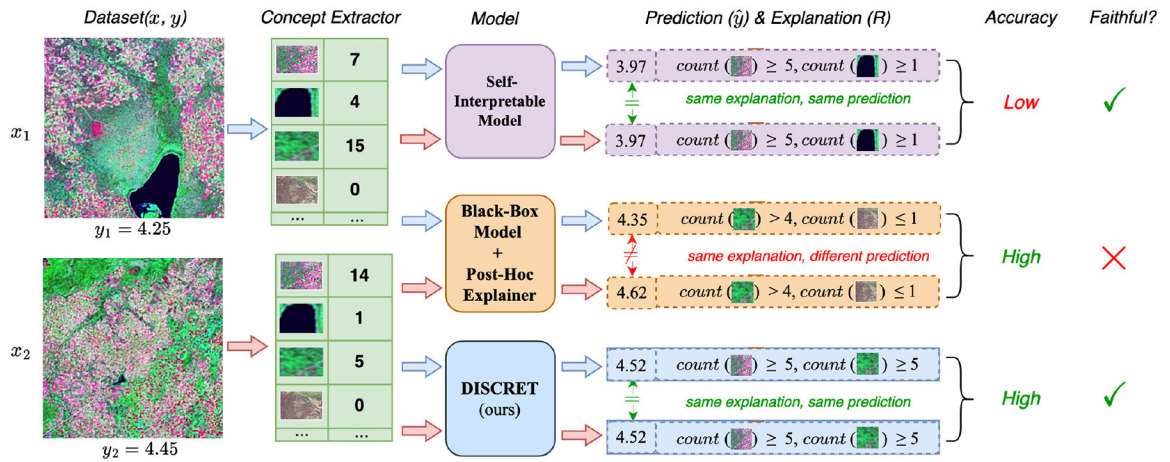 Dataset(x, y)
Concept Extractor
Model
Prediction (ŷ) & Explanation (R)
Accuracy
Faithful?
x₁
y₁ = 4.25
7
4
15
0
... ...
x₂
y₂ = 4.45
14
1
5
0
... ...
Self-
Interpretable
Model
3.97 count ( ) ≥ 5, count ( ) ≥ 1
= same explanation, same prediction
3.97 count ( ) ≥ 5, count ( ) ≥ 1
Low ✓
Black-Box
Model
+
Post-Hoc
Explainer
4.35 count ( ) > 4, count ( ) ≤ 1
≠ same explanation, different prediction
4.62 count ( ) > 4, count ( ) ≤ 1
High ✗
DISCRET
(ours)
4.52 count ( ) ≥ 5, count ( ) ≥ 5
= same explanation, same prediction
4.52 count ( ) ≥ 5, count ( ) ≥ 5
High ✓